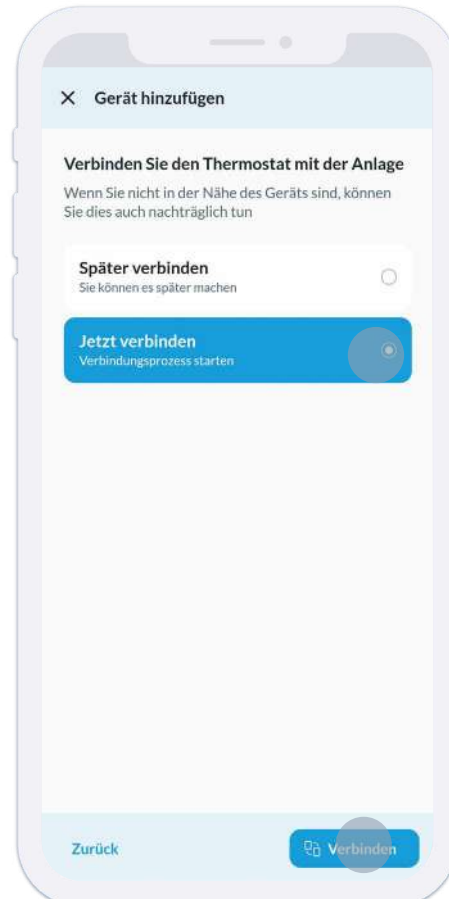 Gerät hinzufügen
Verbinden Sie den Thermostat mit der Anlage
Wenn Sie nicht in der Nähe des Geräts sind, können
Sie dies auch nachträglich tun
Später verbinden
Sie können es später machen
Jetzt verbinden
Verbindungsprozess starten
Zurück
Verbinden